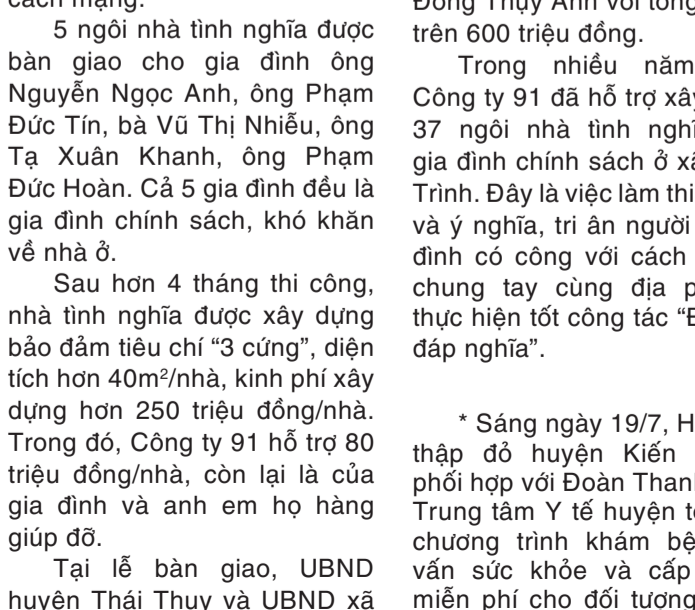 cách mạng.
5 ngôi nhà tình nghĩa được
bàn giao cho gia đình ông
Nguyễn Ngọc Anh, ông Phạm
Đức Tín, bà Vũ Thị Nhiễu, ông
Tạ Xuân Khanh, ông Phạm
Đức Hoàn. Cả 5 gia đình đều là
gia đình chính sách, khó khăn
về nhà ở.
Sau hơn 4 tháng thi công,
nhà tình nghĩa được xây dựng
bảo đảm tiêu chí “3 cứng”, diện
tích hơn 40m²/nhà, kinh phí xây
dựng hơn 250 triệu đồng/nhà.
Trong đó, Công ty 91 hỗ trợ 80
triệu đồng/nhà, còn lại là của
gia đình và anh em họ hàng
giúp đỡ.
Tại lễ bàn giao, UBND
huyện Thái Thụy và UBND xã
Đông Thụy Anh với tổng
trên 600 triệu đồng.
Trong nhiều năm
Công ty 91 đã hỗ trợ xây
37 ngôi nhà tình nghĩ
gia đình chính sách ở xã
Trình. Đây là việc làm thi
và ý nghĩa, tri ân người
đình có công với cách
chung tay cùng địa p
thực hiện tốt công tác “Đ
đáp nghĩa”.
* Sáng ngày 19/7, H
thập đỏ huyện Kiến
phối hợp với Đoàn Thanh
Trung tâm Y tế huyện tổ
chương trình khám bệ
vấn sức khỏe và cấp
miễn phí cho đối tượng